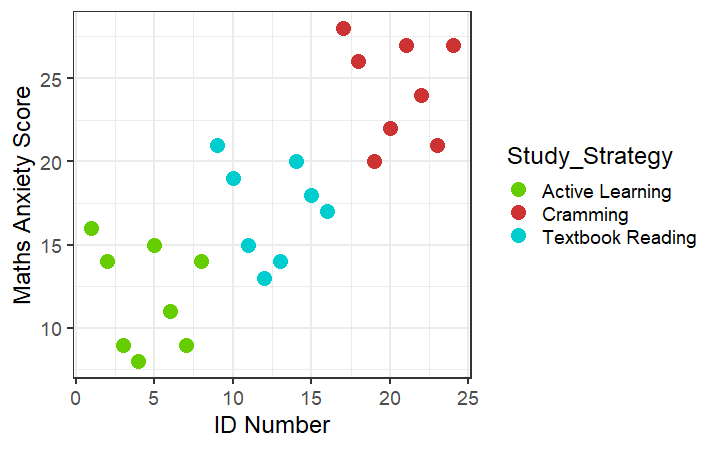 Maths Anxiety Score
25
20
15
10
0 5 10 15 20 25
ID Number
Study_Strategy
Active Learning
Cramming
Textbook Reading